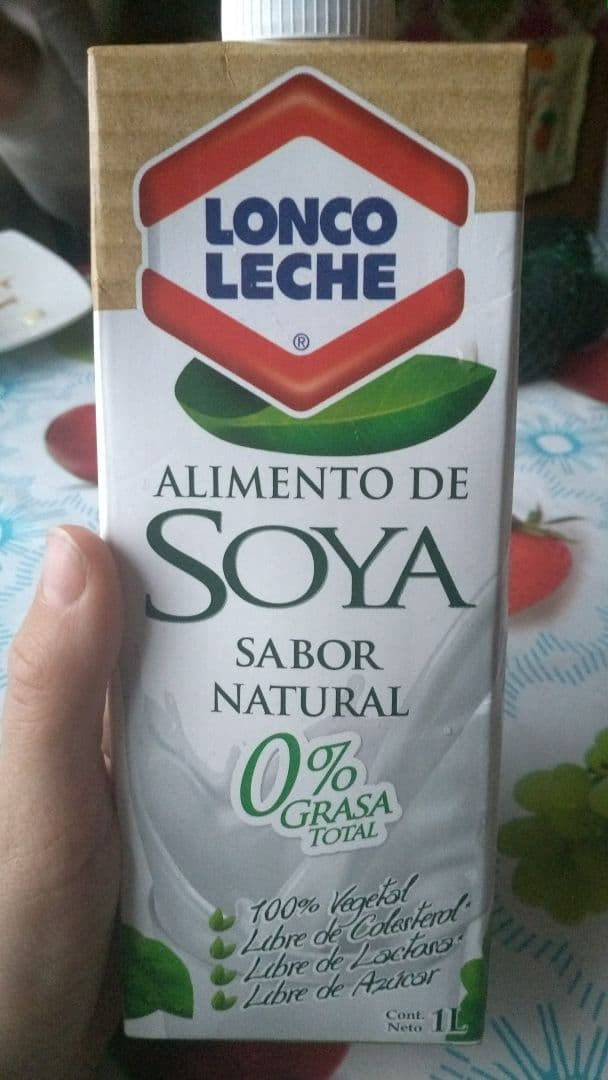 LONCO
LECHE
®
ALIMENTO DE
SOYA
SABOR
NATURAL
0%
GRASA
TOTAL
100% Vegetal
Libre de Colesterol*
Libre de Lactosa*
Libre de Azúcar
Cont.
Neto 1L